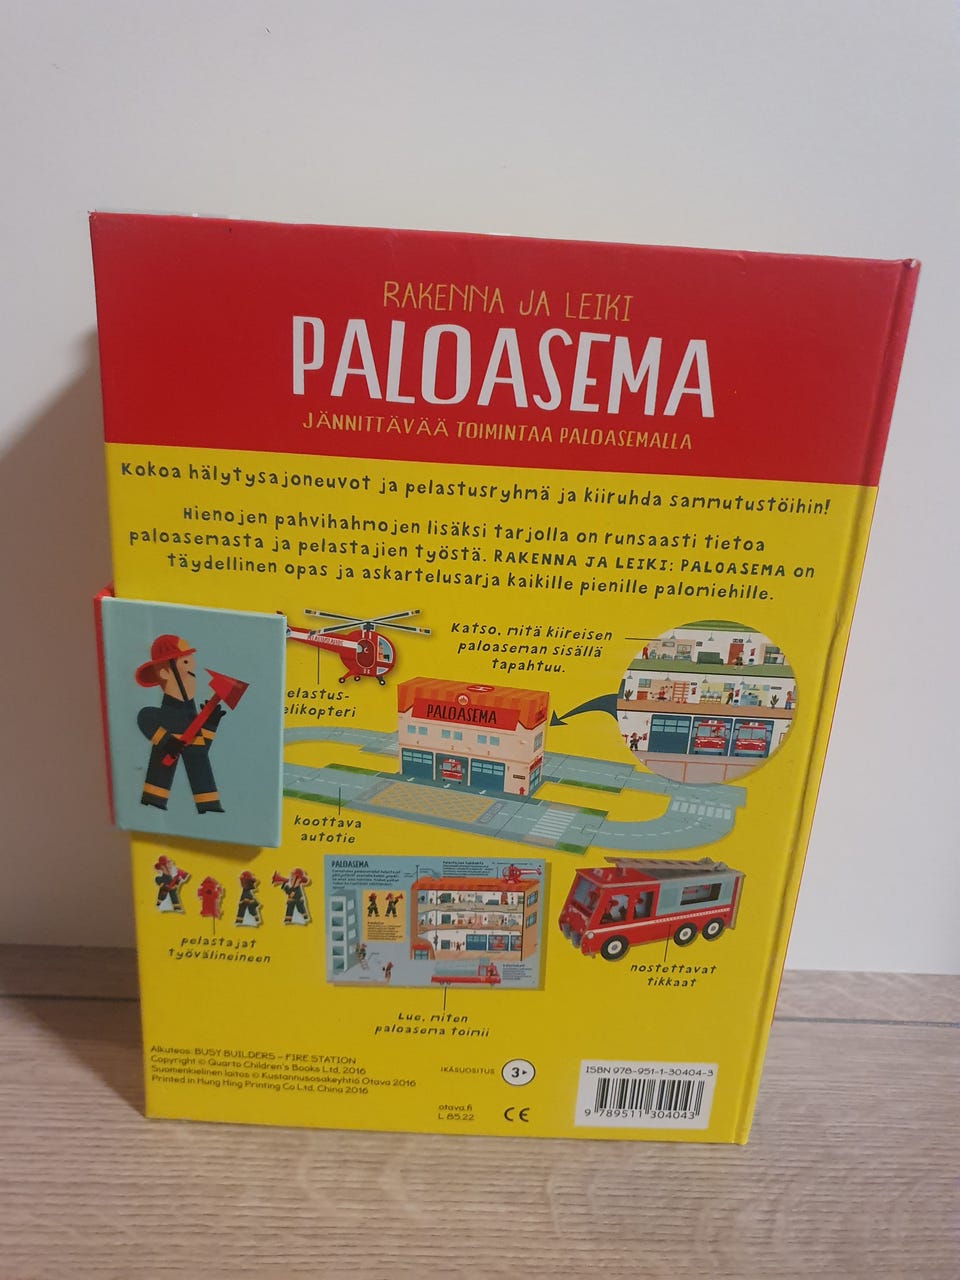 RAKENNA JA LEIKI
PALOASEMA
JÄNNITTÄVÄÄ TOIMINTAA PALOASEMALLA
Kokoa hälytysajoneuvot ja pelastusryhmä ja kiiruhda sammutustöihin!
Hienojen pahvihahmojen lisäksi tarjolla on runsaasti tietoa
paloasemasta ja pelastajien työstä. RAKENNA JA LEIKI: PALOASEMA on
täydellinen opas ja askartelusarja kaikille pienille palomiehille.
Katso, mitä kiireisen
paloaseman sisällä
tapahtuu.
elastus-
elikopteri
PALOASEMA
koottava
autotie
PALOASEMA
pelastajat
työvälineineen
nostettavat
tikkaat
Lue, miten
paloasema toimii
Alkuteos: BUSY BUILDERS – FIRE STATION
Copyright © Quarto Children's Books Ltd, 2016
Suomenkielinen laitos © Kustannusosakeyhtiö Otava 2016
Printed in Hung Hing Printing Co Ltd, China 2016
IKÄSUOSITUS 3
otava.fi
L 85.22
CE
ISBN 978-951-1-30404-3
9 789511 304043